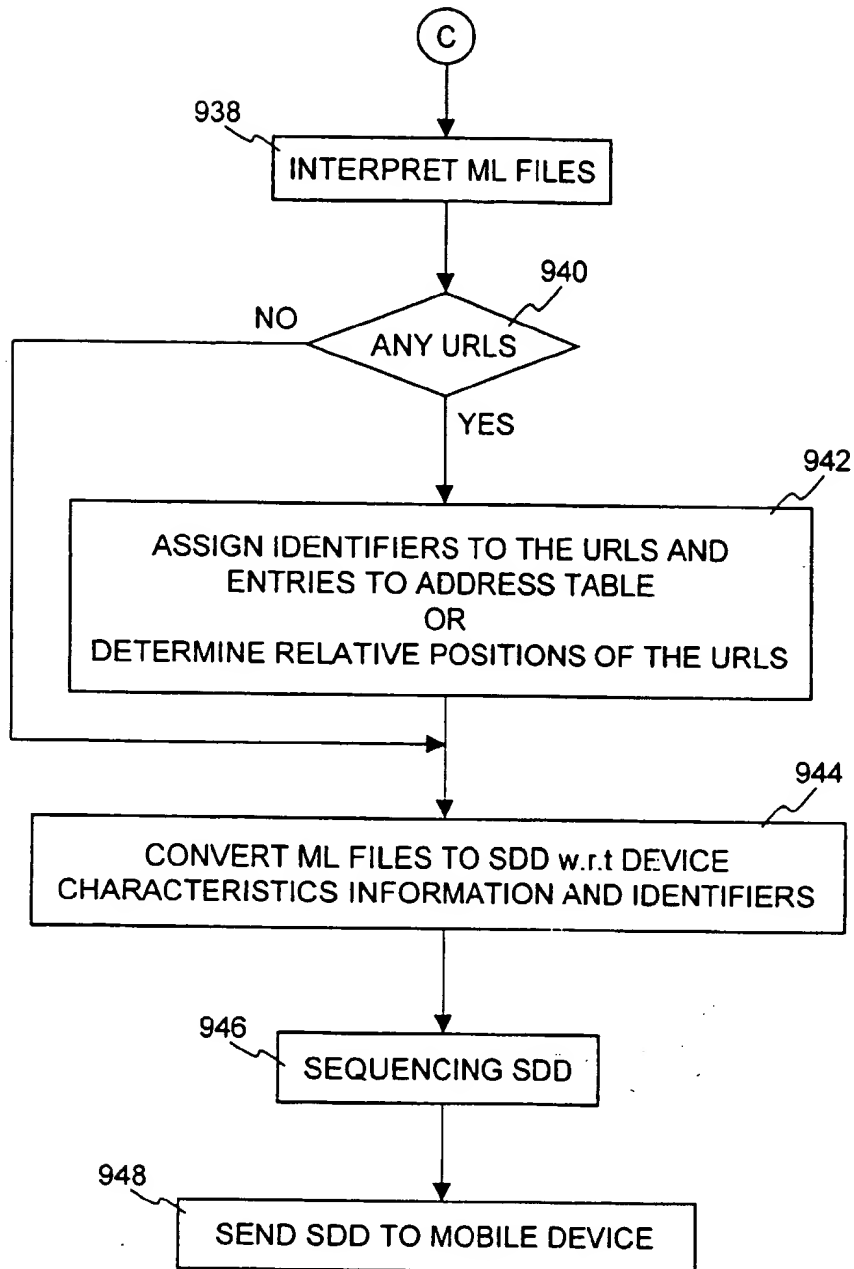 C
938
INTERPRET ML FILES
940
NO
ANY URLS
YES
942
ASSIGN IDENTIFIERS TO THE URLS AND
ENTRIES TO ADDRESS TABLE
OR
DETERMINE RELATIVE POSITIONS OF THE URLS
944
CONVERT ML FILES TO SDD w.r.t DEVICE
CHARACTERISTICS INFORMATION AND IDENTIFIERS
946
SEQUENCING SDD
948
SEND SDD TO MOBILE DEVICE